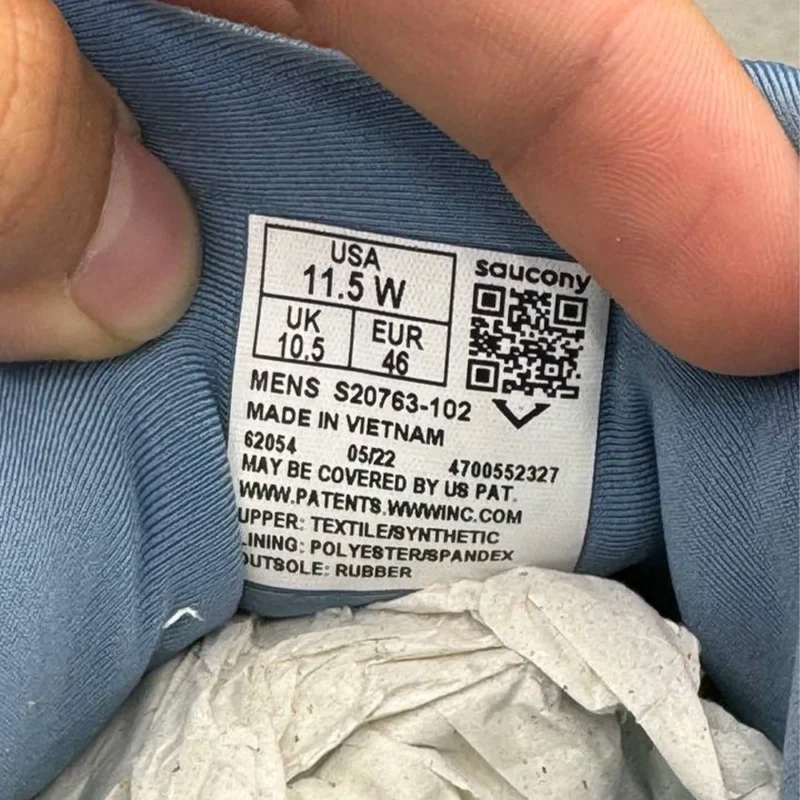 USA
11.5 W
UK
10.5
EUR
46
saucony
MENS S20763-102
MADE IN VIETNAM
62054 05/22 4700552327
MAY BE COVERED BY US PAT.
WWW.PATENTS.WWWINC.COM
UPPER: TEXTILE/SYNTHETIC
LINING: POLYESTER/SPANDEX
OUTSOLE: RUBBER